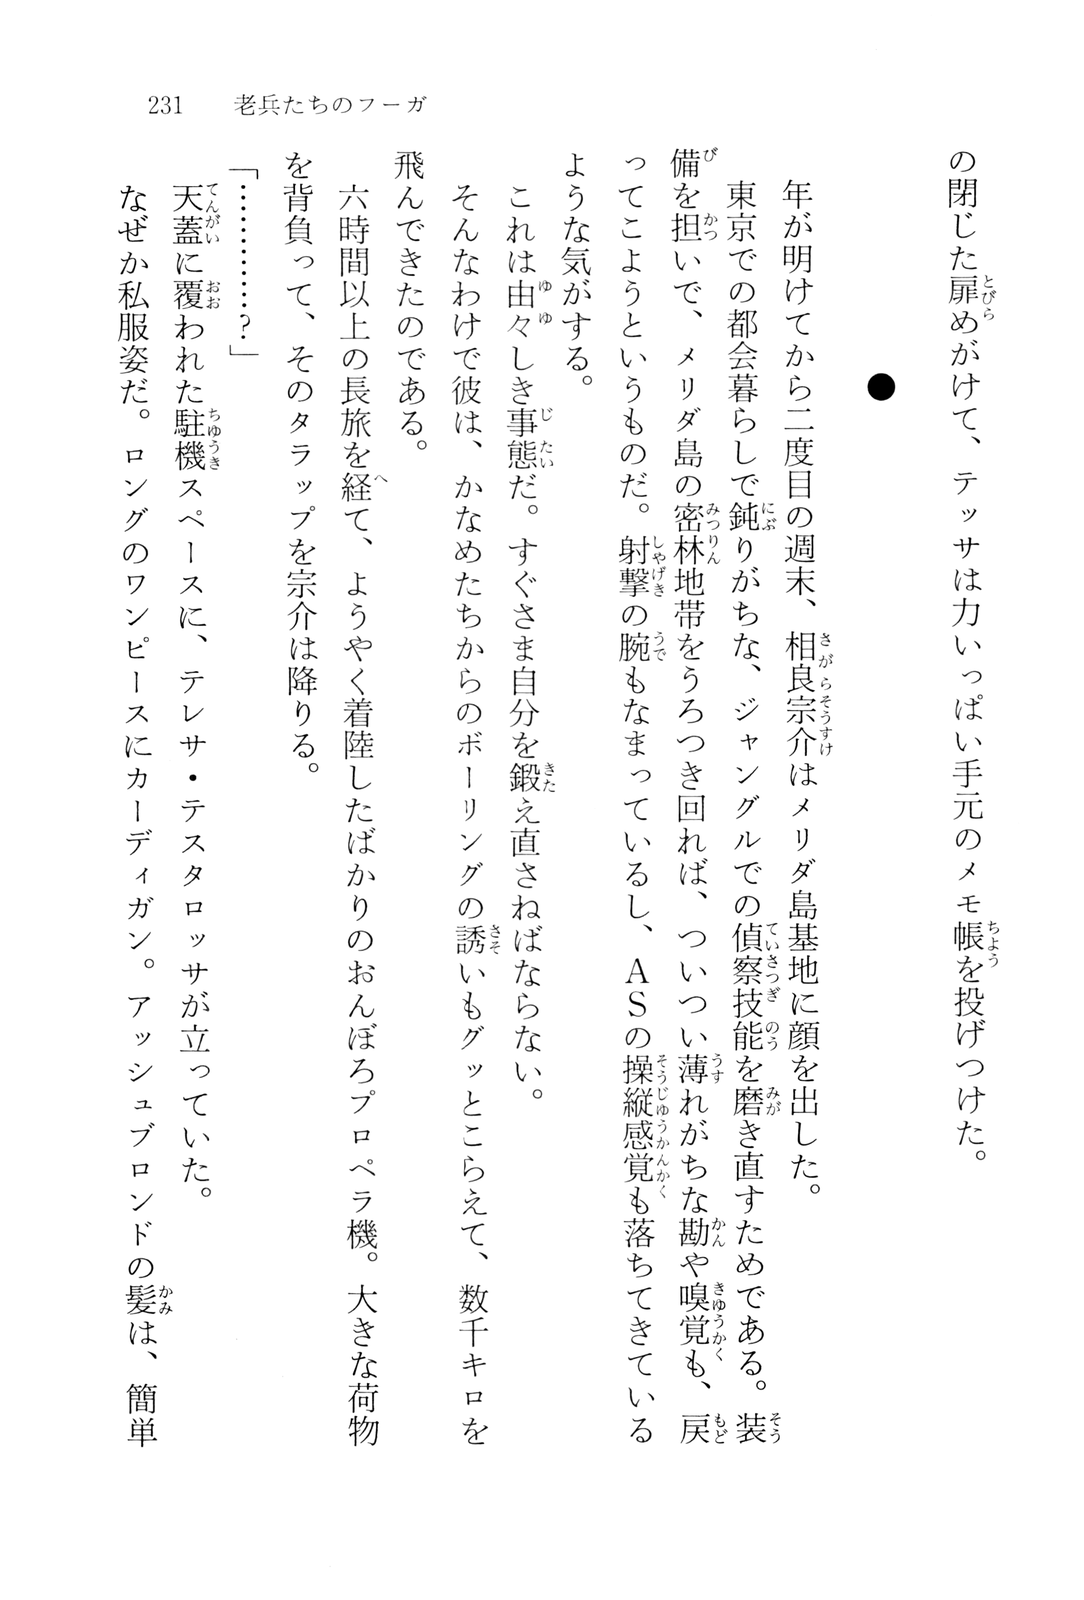 231　老兵たちのフーガ
の閉じた扉めがけて、テッサは力いっぱい手元のメモ帳を投げつけた。
●
年が明けてから二度目の週末、相良宗介はメリダ島基地に顔を出した。
東京での都会暮らしで鈍りがちな、ジャングルでの偵察技能を磨き直すためである。装
備を担いで、メリダ島の密林地帯をうろつき回れば、ついつい薄れがちな勘や嗅覚も、戻
ってこようというものだ。射撃の腕もなまっているし、ASの操縦感覚も落ちてきている
ような気がする。
これは由々しき事態だ。すぐさま自分を鍛え直さねばならない。
そんなわけで彼は、かなめたちからのボーリングの誘いもグッとこらえて、数千キロを
飛んできたのである。
六時間以上の長旅を経て、ようやく着陸したばかりのおんぼろプロペラ機。大きな荷物
を背負って、そのタラップを宗介は降りる。
「…………？」
天蓋に覆われた駐機スペースに、テレサ・テスタロッサが立っていた。
なぜか私服姿だ。ロングのワンピースにカーディガン。アッシュブロンドの髪は、簡単